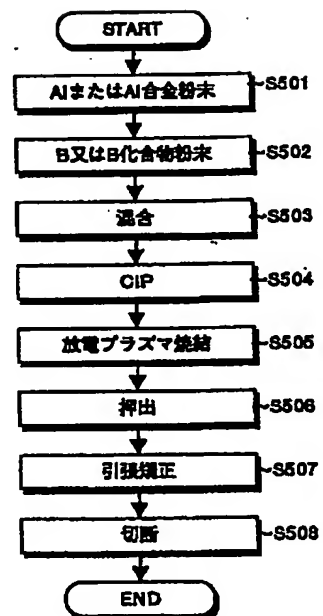 START
AlまたはAl合金粉末 S501
B又はB化合物粉末 S502
混合 S503
CIP S504
放電プラズマ焼結 S505
押出 S506
引張矯正 S507
切断 S508
END